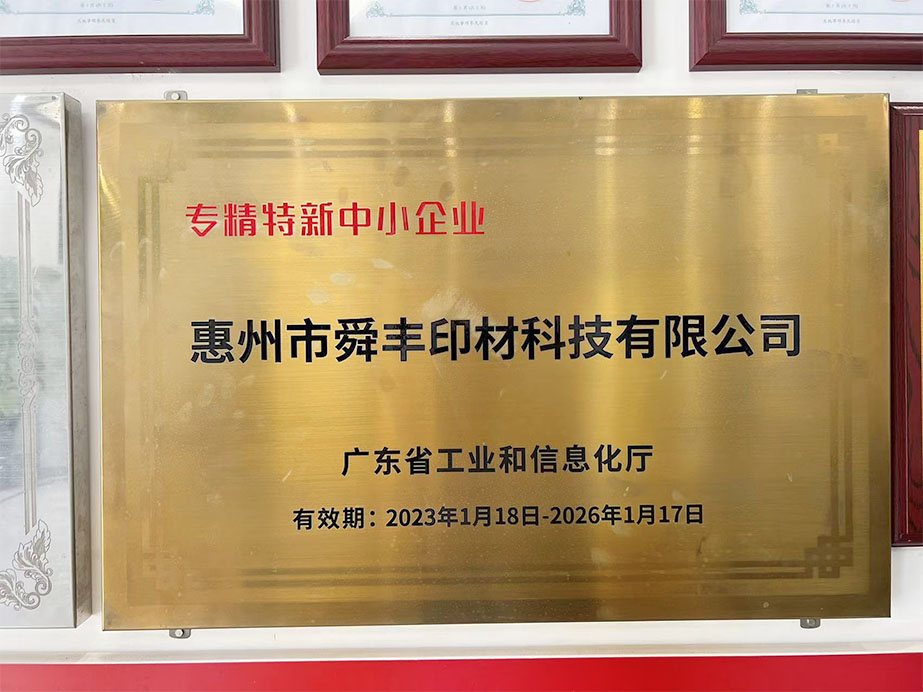 专精特新中小企业
惠州市舜丰印材科技有限公司
广东省工业和信息化厅
有效期：2023年1月18日-2026年1月17日